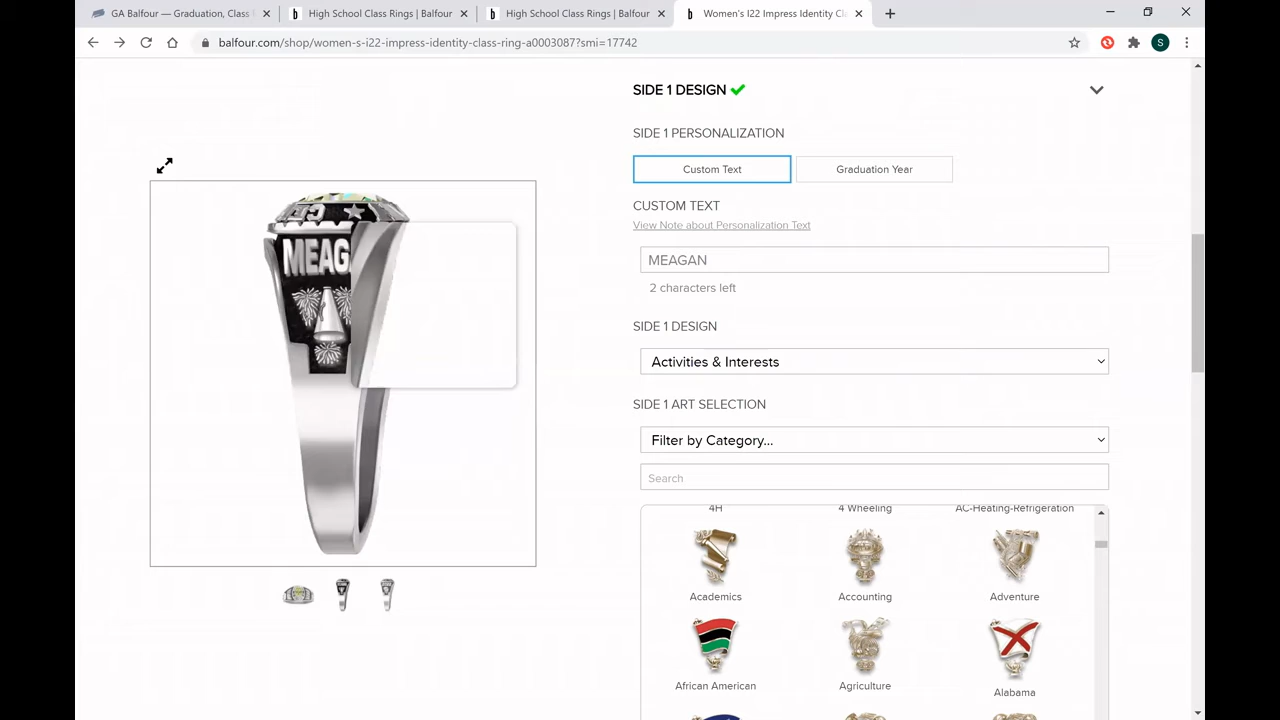 GA Balfour — Graduation, Class
High School Class Rings | Balfour
High School Class Rings | Balfour
Women's I22 Impress Identity Cla
balfour.com/shop/women-s-i22-impress-identity-class-ring-a0003087?smi=17742
S
SIDE 1 DESIGN
SIDE 1 PERSONALIZATION
Custom Text
Graduation Year
CUSTOM TEXT
View Note about Personalization Text
MEAGAN
2 characters left
SIDE 1 DESIGN
Activities & Interests
SIDE 1 ART SELECTION
Filter by Category...
Search
4H
4 Wheeling
AC-Heating-Refrigeration
Academics
Accounting
Adventure
African American
Agriculture
Alabama
MEAG